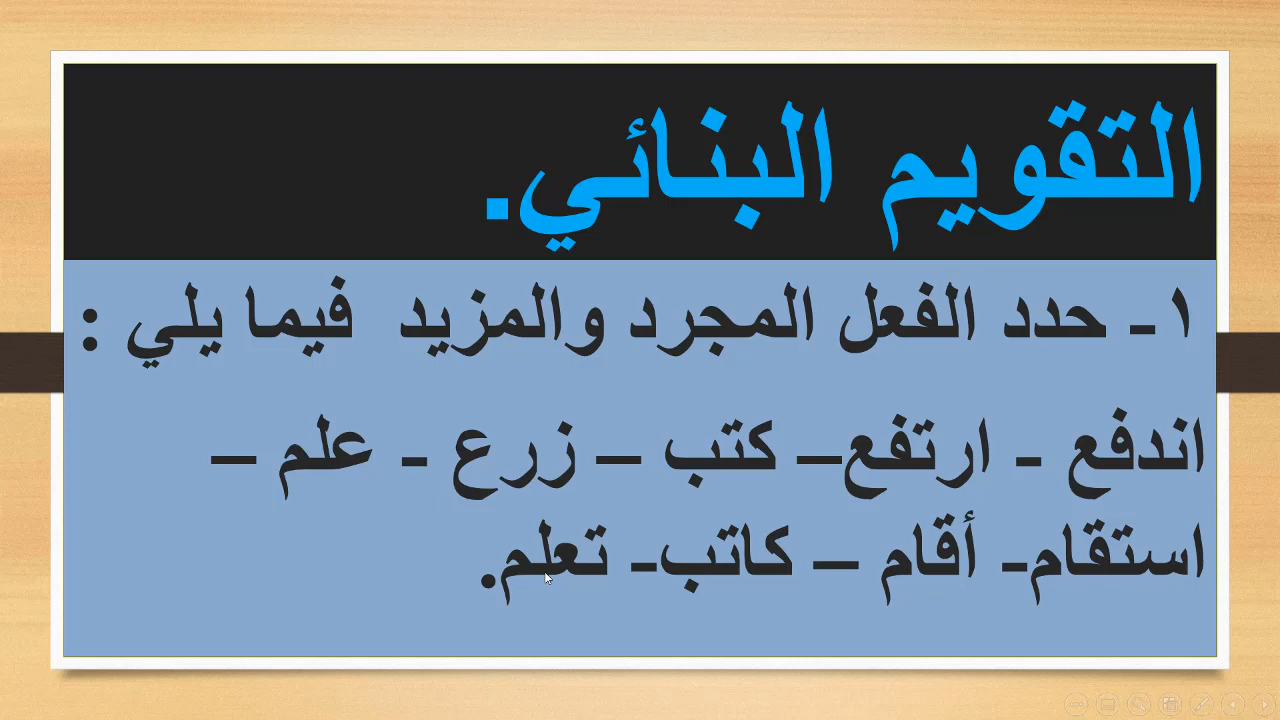 التقويم البنائي.
١- حدد الفعل المجرد والمزيد فيما يلي :
اندفع - ارتفع– كتب – زرع - علم –
استقام- أقام – كاتب- تعلم.